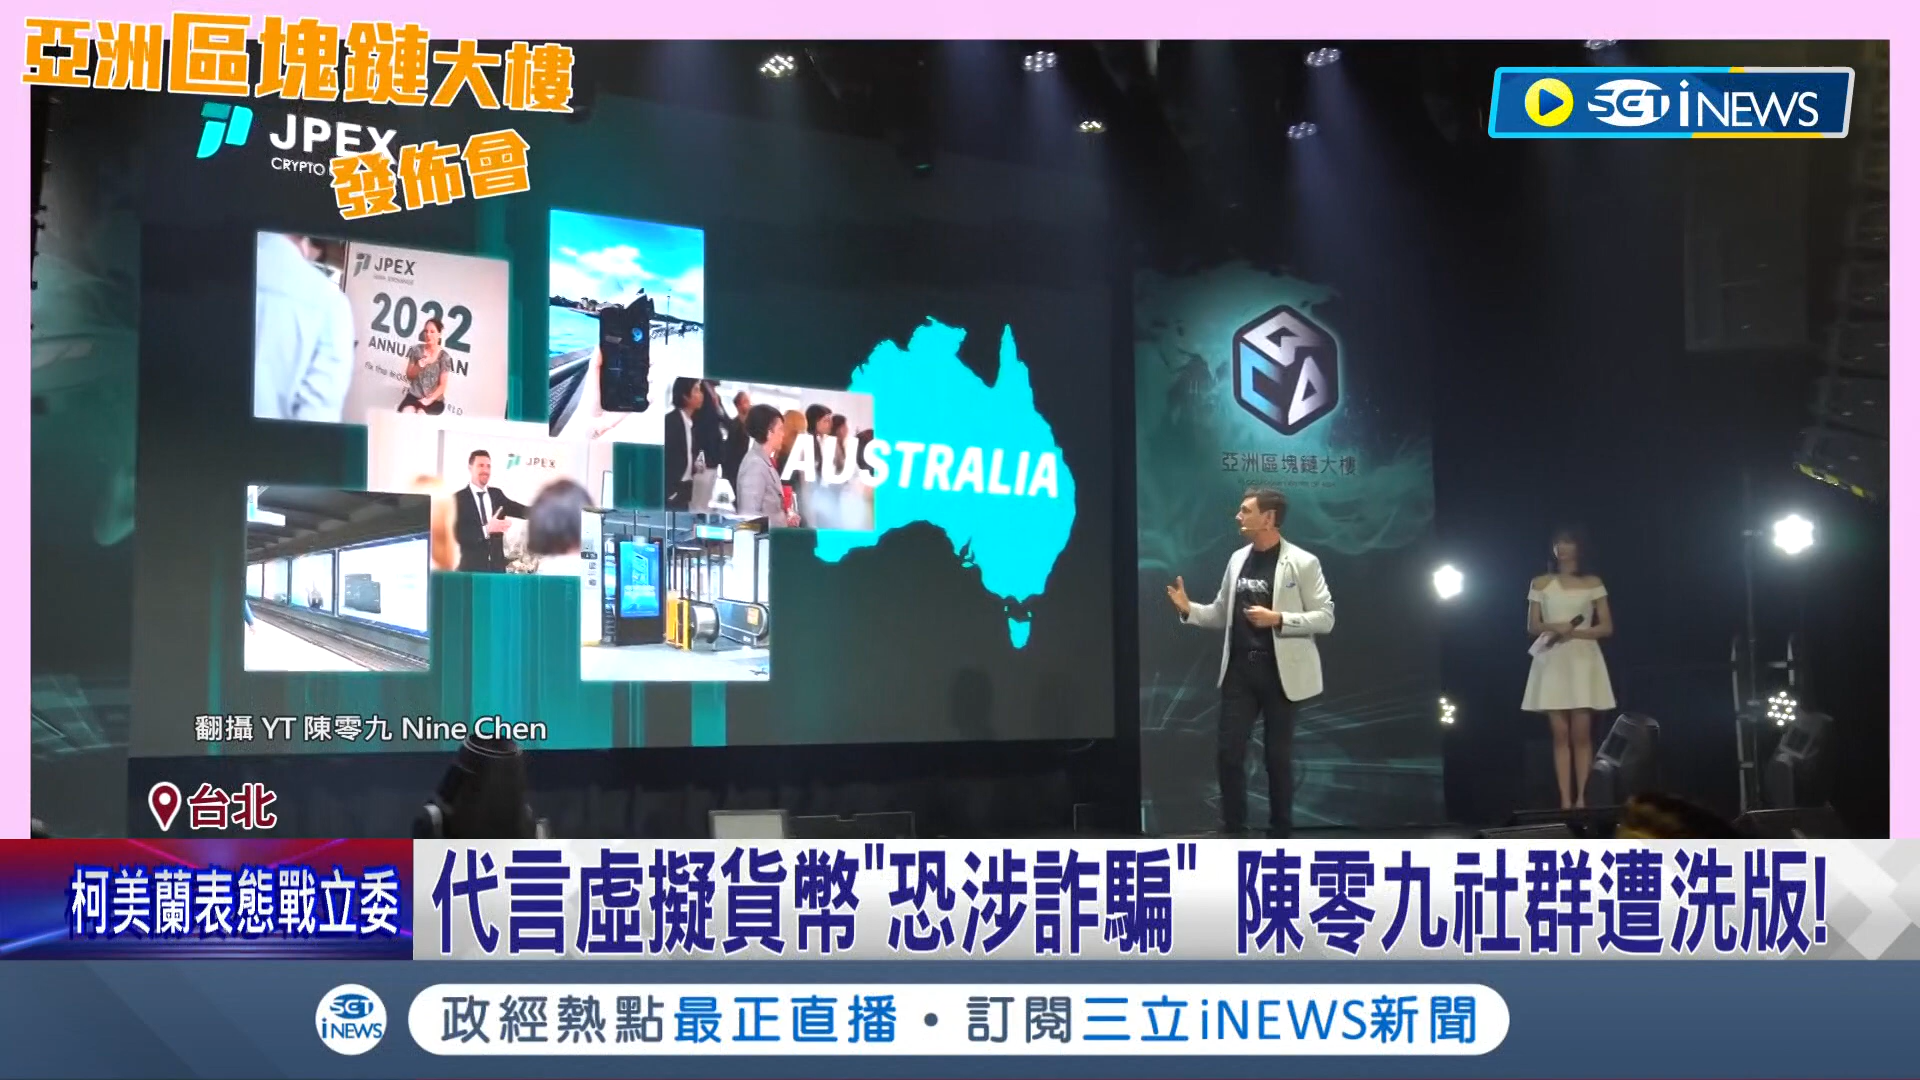 亞洲區塊鏈大樓
發佈會
SET iNEWS
JPEX
CRYPTO
JPEX
2022
JPEX
AUSTRALIA
亞洲區塊鏈大樓
JPEX
翻攝 YT 陳零九 Nine Chen
台北
柯美蘭表態戰立委
代言虛擬貨幣"恐涉詐騙" 陳零九社群遭洗版!
SET iNEWS
政經熱點最正直播・訂閱三立iNEWS新聞